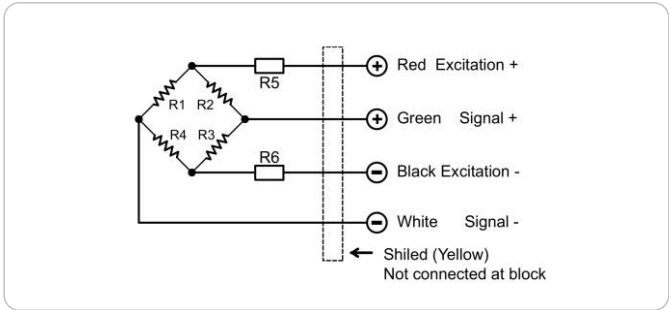 Red Excitation +
R5
R1 R2
Green Signal +
R4 R3
R6
Black Excitation -
White Signal -
Shiled (Yellow)
Not connected at block